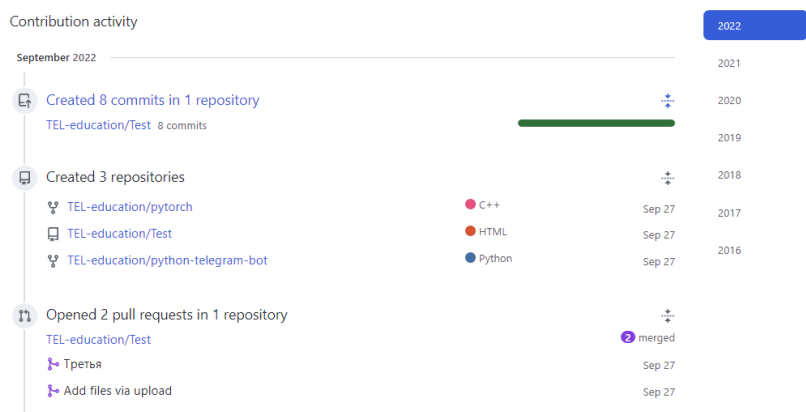 Contribution activity
2022
September 2022
2021
Created 8 commits in 1 repository
2020
TEL-education/Test 8 commits
2019
Created 3 repositories
2018
TEL-education/pytorch C++ Sep 27
2017
TEL-education/Test HTML Sep 27
2016
TEL-education/python-telegram-bot Python Sep 27
Opened 2 pull requests in 1 repository
TEL-education/Test 2 merged
Третья Sep 27
Add files via upload Sep 27